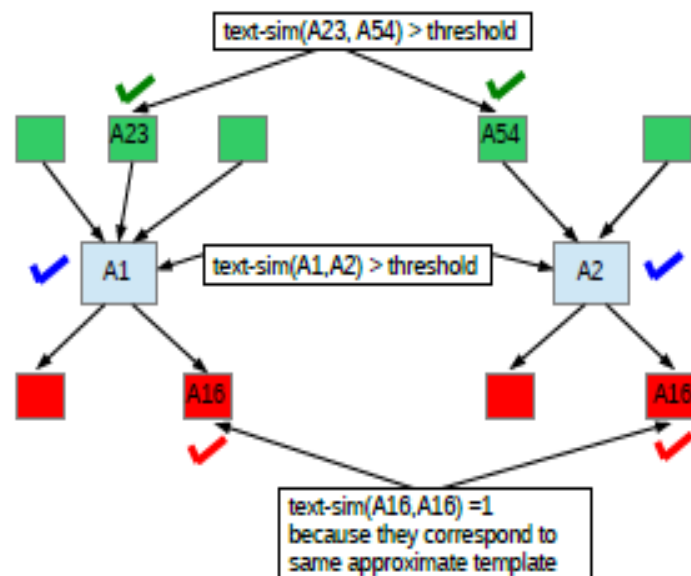 text-sim(A23, A54) > threshold
A23
A54
A1
text-sim(A1,A2) > threshold
A2
A16
A16
text-sim(A16,A16) =1
because they correspond to
same approximate template